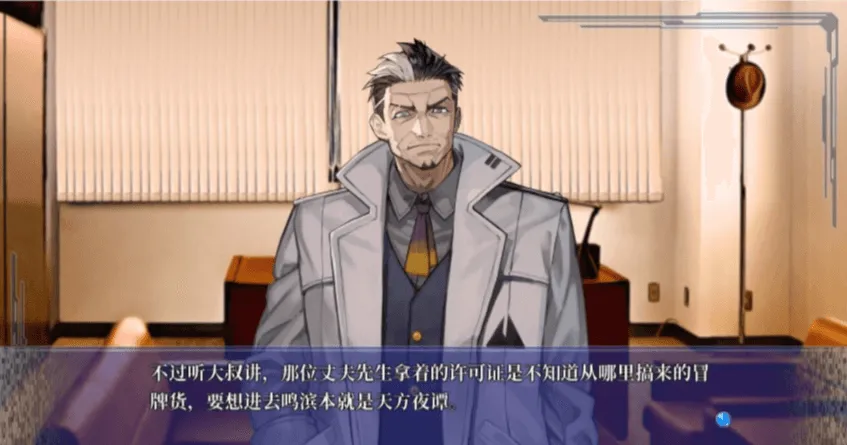 不过听大叔讲，那位丈夫先生拿着的许可证是不知道从哪里搞来的冒
牌货，要想进去鸣滨本就是天方夜谭.